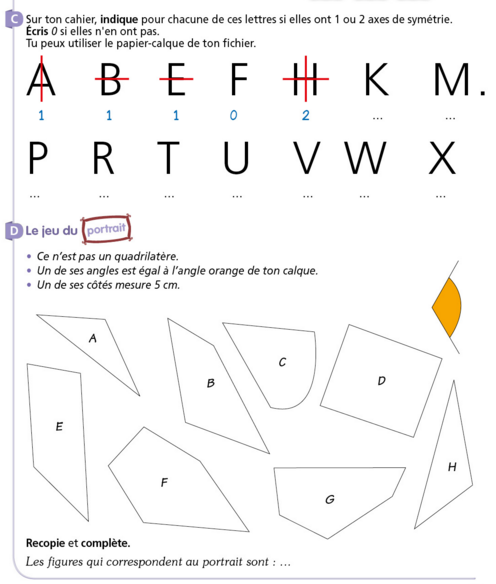 C Sur ton cahier, indique pour chacune de ces lettres si elles ont 1 ou 2 axes de symétrie.
Écris 0 si elles n'en ont pas.
Tu peux utiliser le papier-calque de ton fichier.
A B E F H K M.
1 1 1 0 2 ... ...
P R T U V W X
... ... ... ... ... ... ...
D Le jeu du portrait
• Ce n'est pas un quadrilatère.
• Un de ses angles est égal à l'angle orange de ton calque.
• Un de ses côtés mesure 5 cm.
A
B
C
D
E
F
G
H
Recopie et complète.
Les figures qui correspondent au portrait sont : ...